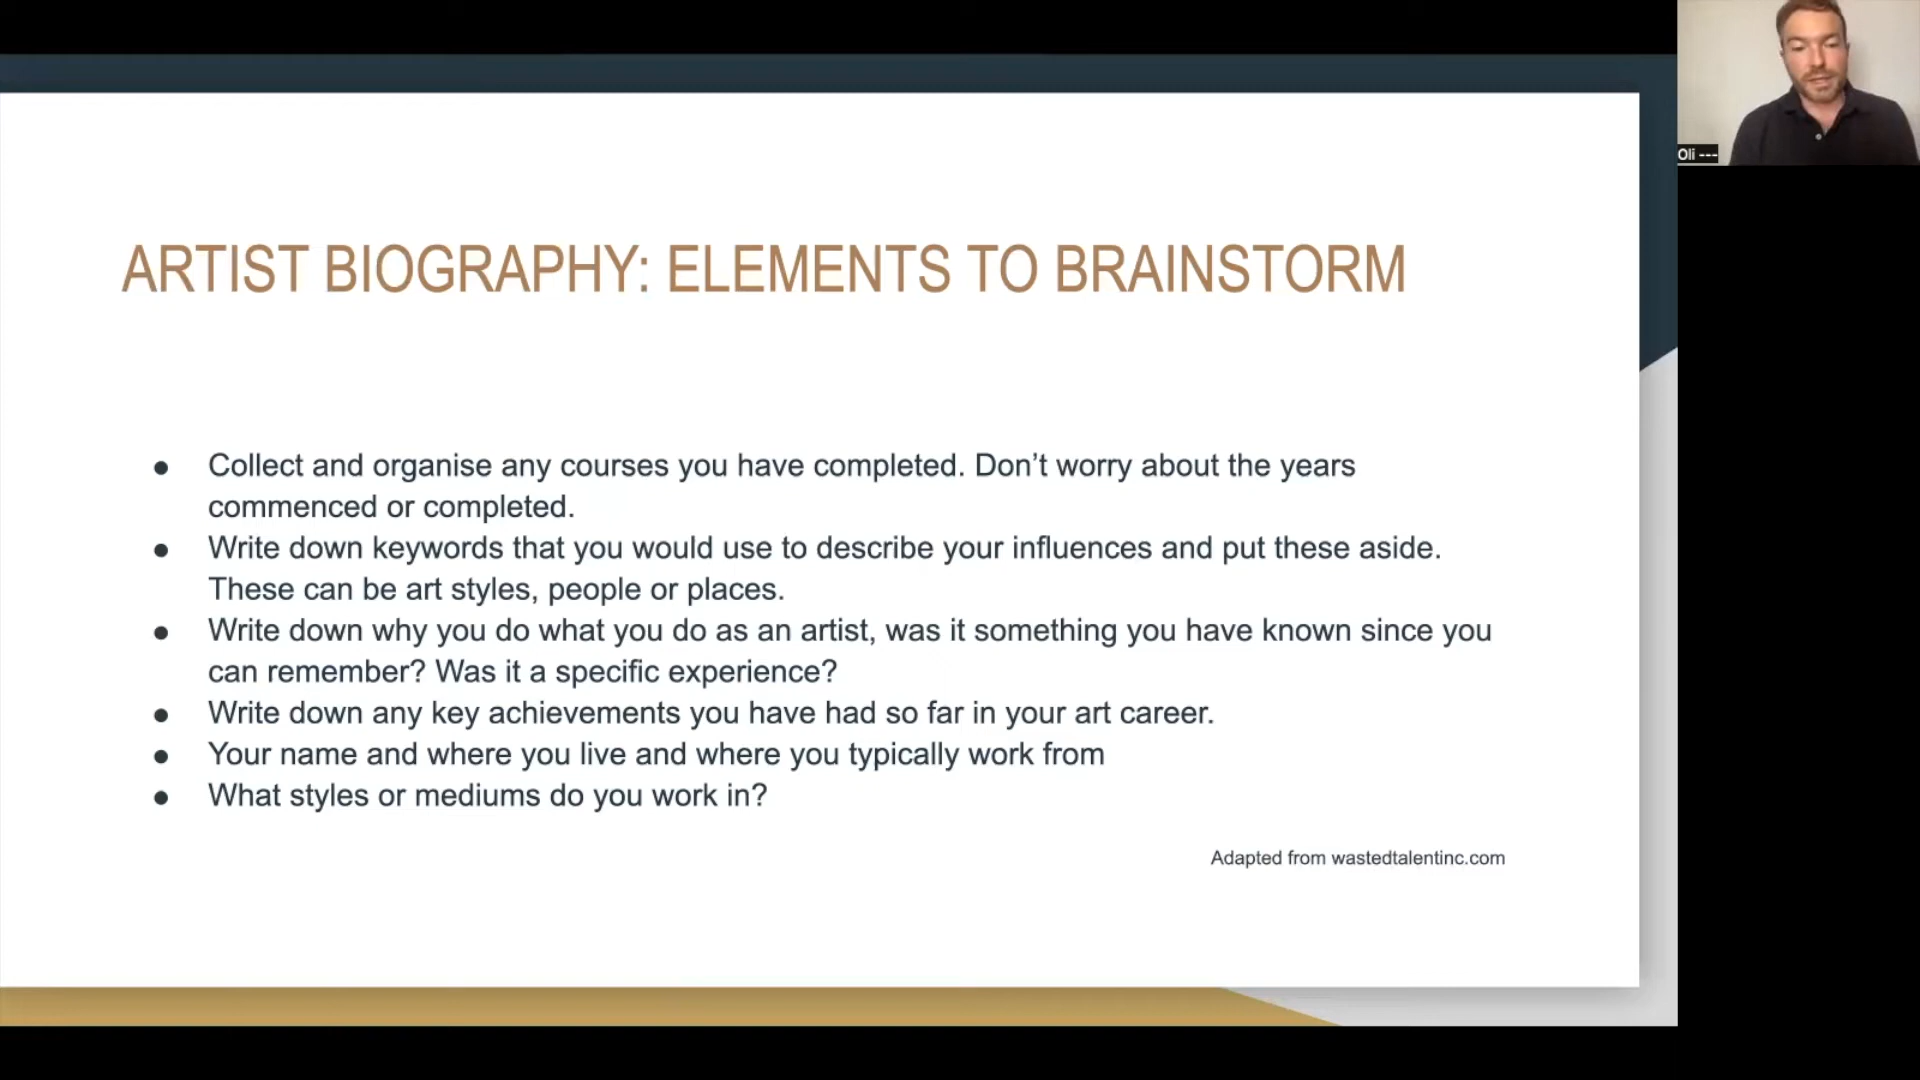 ARTIST BIOGRAPHY: ELEMENTS TO BRAINSTORM
● Collect and organise any courses you have completed. Don’t worry about the years
commenced or completed.
● Write down keywords that you would use to describe your influences and put these aside.
These can be art styles, people or places.
● Write down why you do what you do as an artist, was it something you have known since you
can remember? Was it a specific experience?
● Write down any key achievements you have had so far in your art career.
● Your name and where you live and where you typically work from
● What styles or mediums do you work in?
Adapted from wastedtalentinc.com
Oli ---